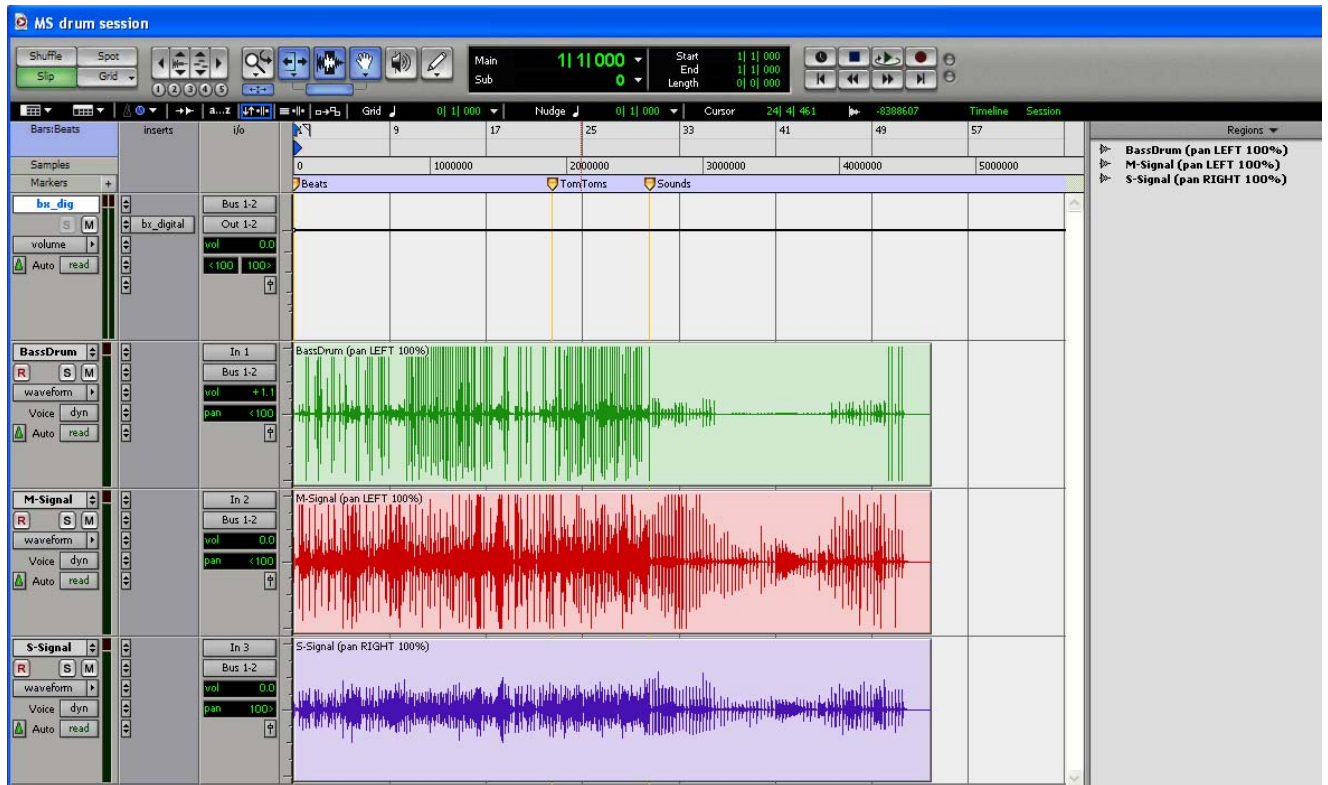 MS drum session
Shuffle Spot
Slip Grid
1 2 3 4 5
Main 1| 1| 000
Sub 0
Start 1| 1| 000
End 1| 1| 000
Length 0| 0| 000
a...z Grid 0| 1| 000 Nudge 0| 1| 000 Cursor 24| 4| 461 -8388607 Timeline Session
Bars:Beats inserts i/o 9 17 25 33 41 49 57 Regions
Samples 0 1000000 2000000 3000000 4000000 5000000
Markers + Beats TomToms Sounds
BassDrum (pan LEFT 100%)
M-Signal (pan LEFT 100%)
S-Signal (pan RIGHT 100%)
bx_dig Bus 1-2
S M bx_digital Out 1-2
volume vol 0.0
Auto read <100 100>
BassDrum In 1 BassDrum (pan LEFT 100%)
R S M Bus 1-2
waveform vol +1.1
Voice dyn pan <100
Auto read
M-Signal In 2 M-Signal (pan LEFT 100%)
R S M Bus 1-2
waveform vol 0.0
Voice dyn pan <100
Auto read
S-Signal In 3 S-Signal (pan RIGHT 100%)
R S M Bus 1-2
waveform vol 0.0
Voice dyn pan 100>
Auto read